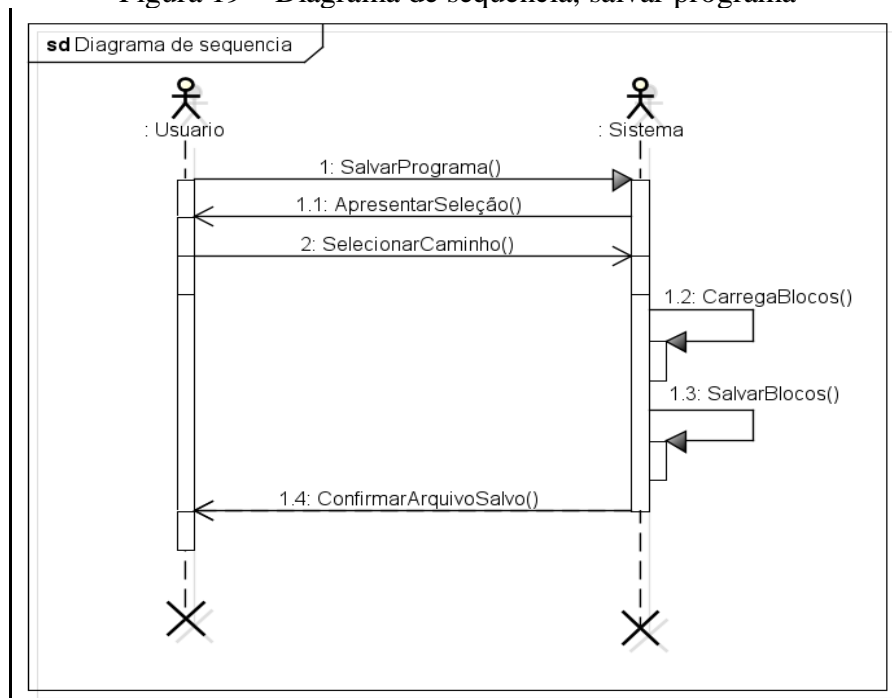 Figura 19 – Diagrama de sequencia, salvar programa
sd Diagrama de sequencia
: Usuario
: Sistema
1: SalvarPrograma()
1.1: ApresentarSeleção()
2: SelecionarCaminho()
1.2: CarregaBlocos()
1.3: SalvarBlocos()
1.4: ConfirmarArquivoSalvo()